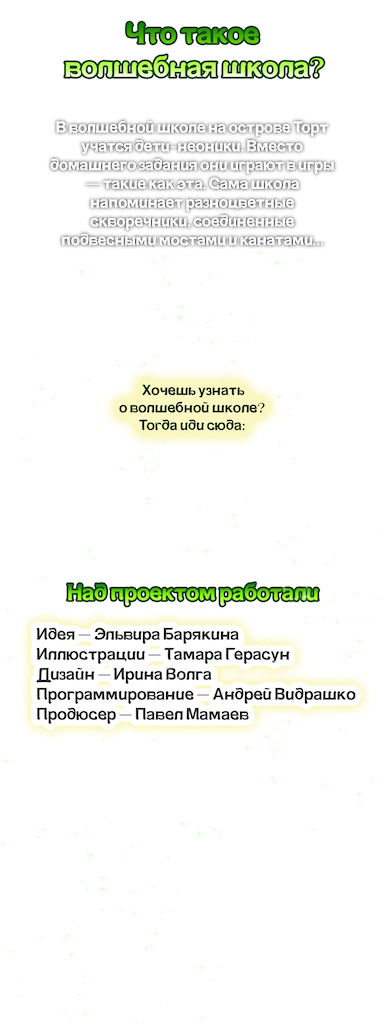 Что такое
волшебная школа?
В волшебной школе на острове Торт
учатся дети-неоники. Вместо
домашнего задания они играют в игры
— такие как эта. Сама школа
напоминает разноцветные
скворечники, соединенные
подвесными мостами и канатами...
Хочешь узнать
о волшебной школе?
Тогда иди сюда:
Над проектом работали
Идея — Эльвира Барякина
Иллюстрации — Тамара Герасун
Дизайн — Ирина Волга
Программирование — Андрей Видрашко
Продюсер — Павел Мамаев